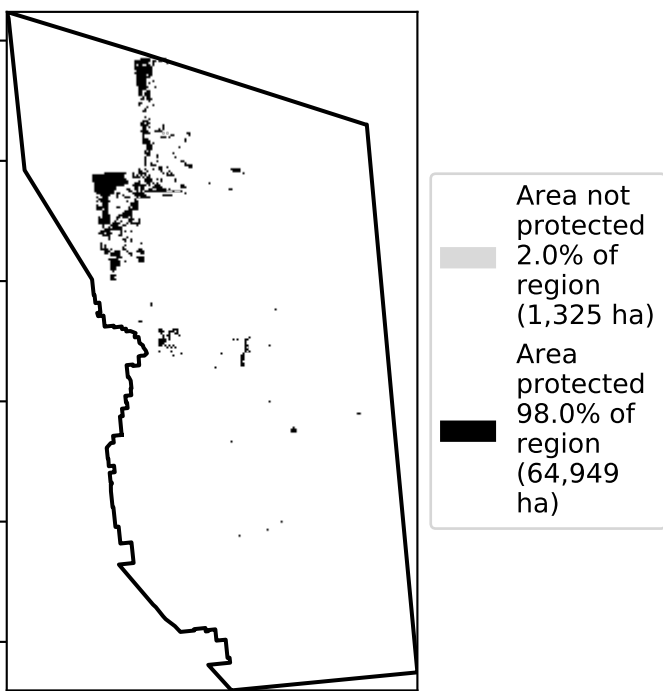 Area not
protected
2.0% of
region
(1,325 ha)
Area
protected
98.0% of
region
(64,949
ha)